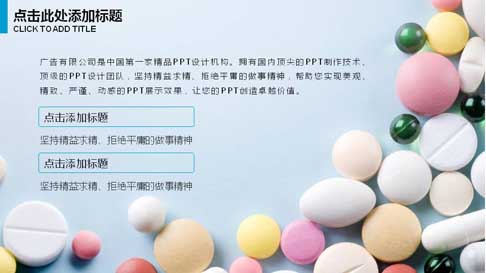 点击此处添加标题
CLICK TO ADD TITLE
广告有限公司是中国第一家精品PPT设计机构。拥有国内顶尖的PPT制作技术、
顶级的PPT设计团队，坚持精益求精、拒绝平庸的做事精神，帮助您实现美观、
精致、严谨、动感的PPT展示效果，让您的PPT创造卓越价值。
点击添加标题
坚持精益求精、拒绝平庸的做事精神
点击添加标题
坚持精益求精、拒绝平庸的做事精神